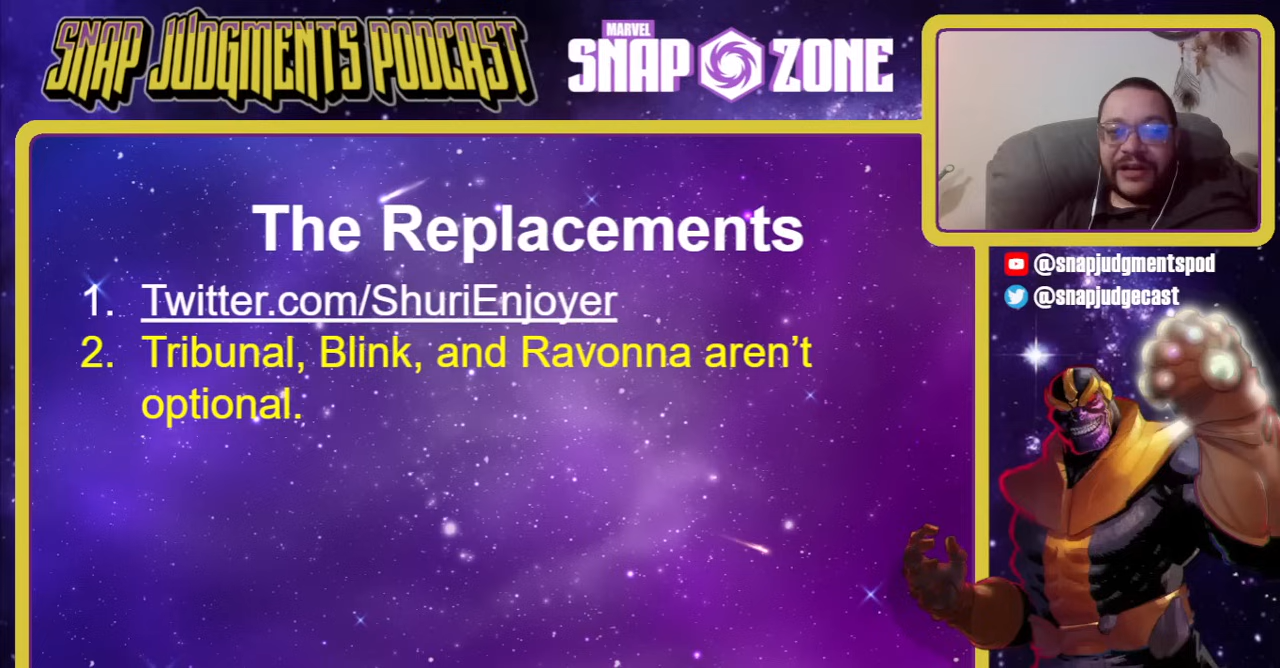 SNAP JUDGMENTS PODCAST
MARVEL
SNAP ZONE
The Replacements
1. Twitter.com/ShuriEnjoyer
2. Tribunal, Blink, and Ravonna aren’t
optional.
@snapjudgmentspod
@snapjudgecast